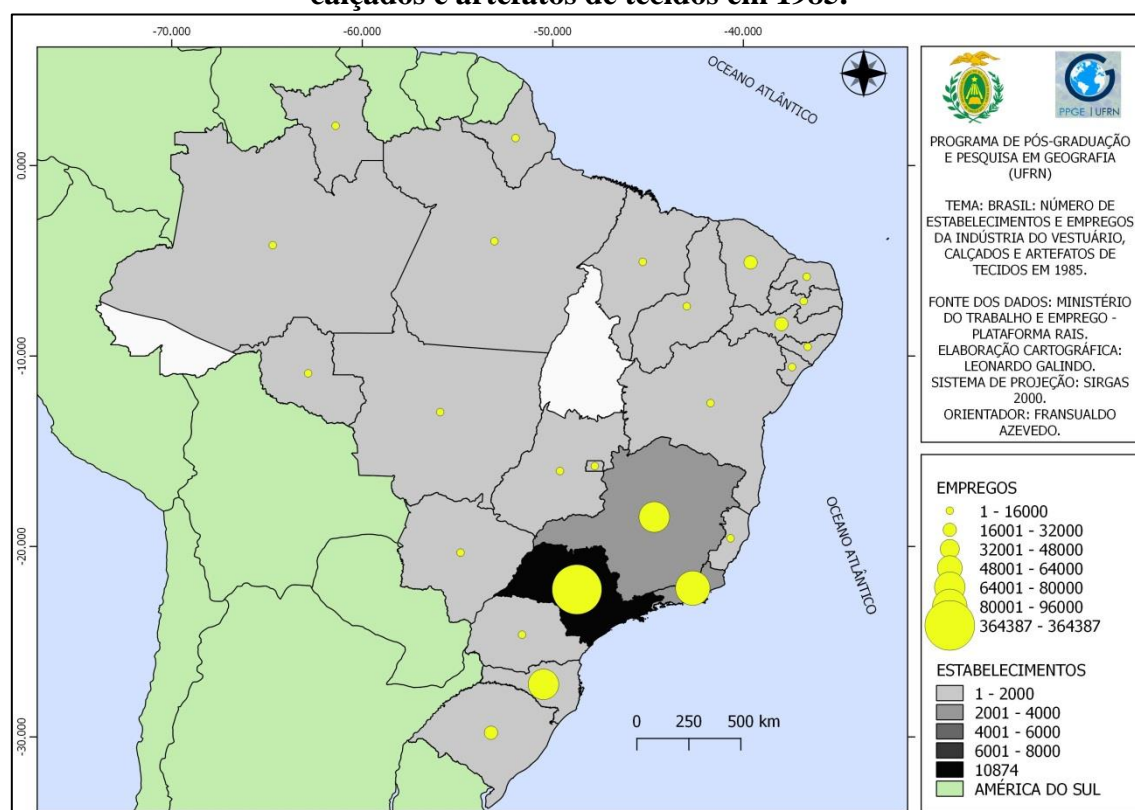 calçados e artefatos de tecidos em 1985.
-70.000 -60.000 -50.000 -40.000
OCEANO ATLÂNTICO
0.000
-10.000
-20.000
-30.000
OCEANO ATLÂNTICO
0 250 500 km
PPGE | UFRN
PROGRAMA DE PÓS-GRADUAÇÃO
E PESQUISA EM GEOGRAFIA
(UFRN)
TEMA: BRASIL: NÚMERO DE
ESTABELECIMENTOS E EMPREGOS
DA INDÚSTRIA DO VESTUÁRIO,
CALÇADOS E ARTEFATOS DE
TECIDOS EM 1985.
FONTE DOS DADOS: MINISTÉRIO
DO TRABALHO E EMPREGO -
PLATAFORMA RAIS.
ELABORAÇÃO CARTOGRÁFICA:
LEONARDO GALINDO.
SISTEMA DE PROJEÇÃO: SIRGAS
2000.
ORIENTADOR: FRANSUALDO
AZEVEDO.
EMPREGOS
1 - 16000
16001 - 32000
32001 - 48000
48001 - 64000
64001 - 80000
80001 - 96000
364387 - 364387
ESTABELECIMENTOS
1 - 2000
2001 - 4000
4001 - 6000
6001 - 8000
10874
AMÉRICA DO SUL